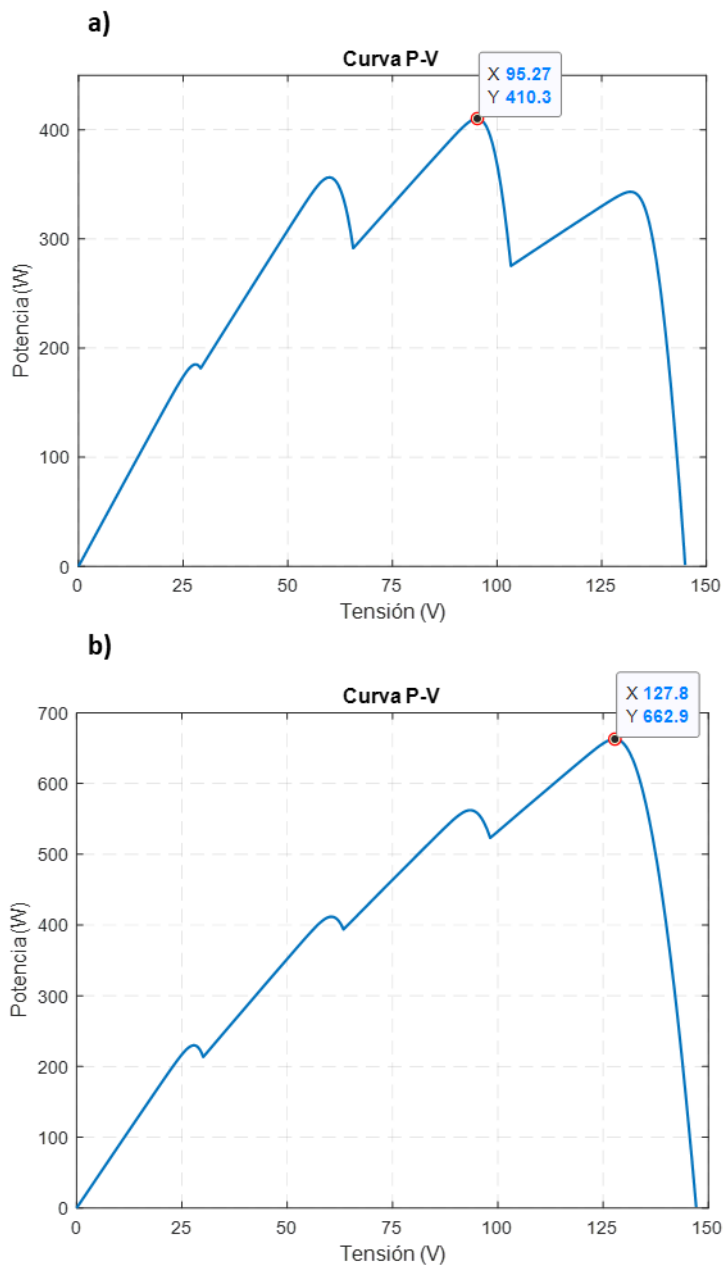 a)
Curva P-V
X 95.27
Y 410.3
400
300
200
100
0
Potencia (W)
0 25 50 75 100 125 150
Tensión (V)
b)
Curva P-V
X 127.8
Y 662.9
700
600
500
400
300
200
100
0
Potencia (W)
0 25 50 75 100 125 150
Tensión (V)